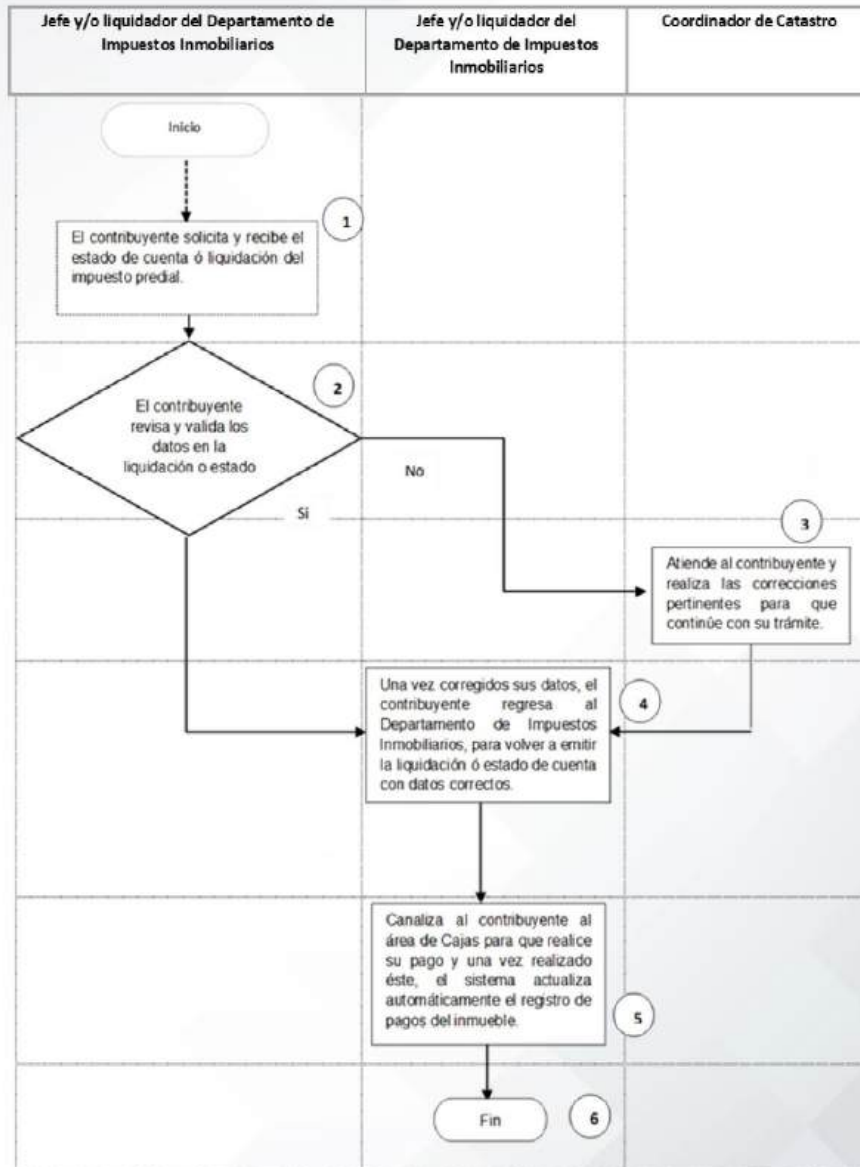 Jefe y/o liquidador del Departamento de
Impuestos Inmobiliarios
Jefe y/o liquidador del
Departamento de Impuestos
Inmobiliarios
Coordinador de Catastro
Inicio
1
El contribuyente solicita y recibe el
estado de cuenta ó liquidación del
impuesto predial.
2
El contribuyente
revisa y valida los
datos en la
liquidación o estado
No
Sí
3
Atiende al contribuyente y
realiza las correcciones
pertinentes para que
continúe con su trámite.
Una vez corregidos sus datos, el
contribuyente regresa al
Departamento de Impuestos
Inmobiliarios, para volver a emitir
la liquidación ó estado de cuenta
con datos correctos.
4
Canaliza al contribuyente al
área de Cajas para que realice
su pago y una vez realizado
éste, el sistema actualiza
automáticamente el registro de
pagos del inmueble.
5
Fin
6